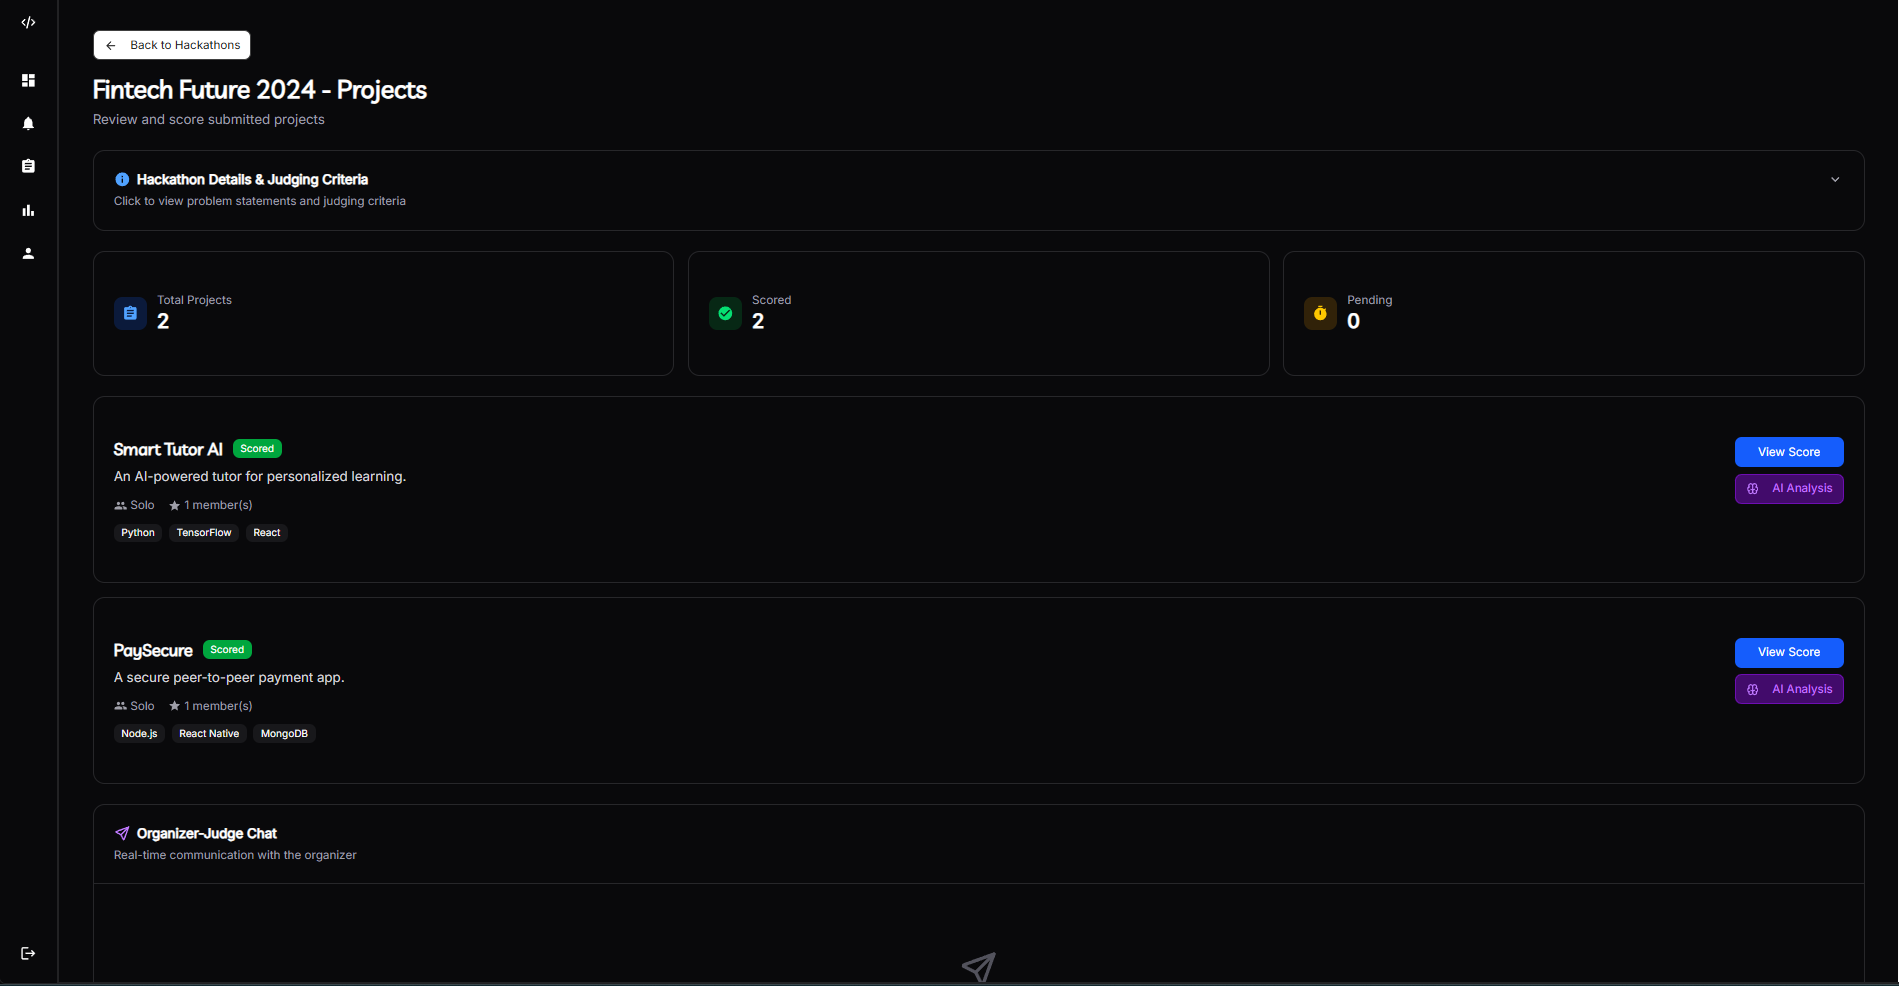 Back to Hackathons
Fintech Future 2024 - Projects
Review and score submitted projects
Hackathon Details & Judging Criteria
Click to view problem statements and judging criteria
Total Projects
2
Scored
2
Pending
0
Smart Tutor AI Scored
An AI-powered tutor for personalized learning.
Solo 1 member(s)
Python TensorFlow React
View Score
AI Analysis
PaySecure Scored
A secure peer-to-peer payment app.
Solo 1 member(s)
Node.js React Native MongoDB
View Score
AI Analysis
Organizer-Judge Chat
Real-time communication with the organizer